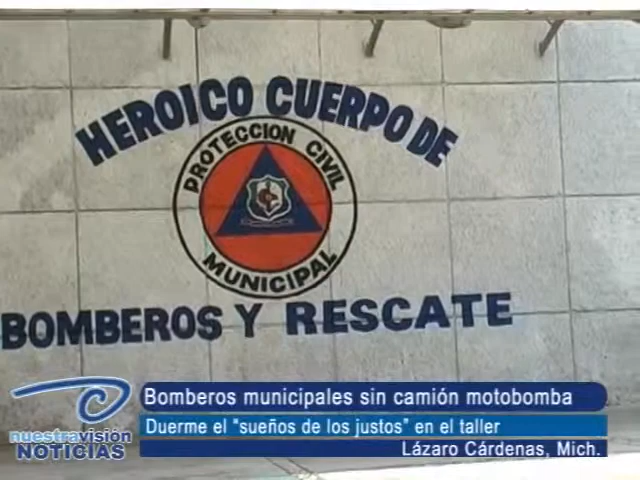 HEROICO CUERPO DE
PROTECCION CIVIL
MUNICIPAL
BOMBEROS Y RESCATE
Bomberos municipales sin camión motobomba
Duerme el "sueños de los justos" en el taller
Lázaro Cárdenas, Mich.
nuestravisión
NOTICIAS